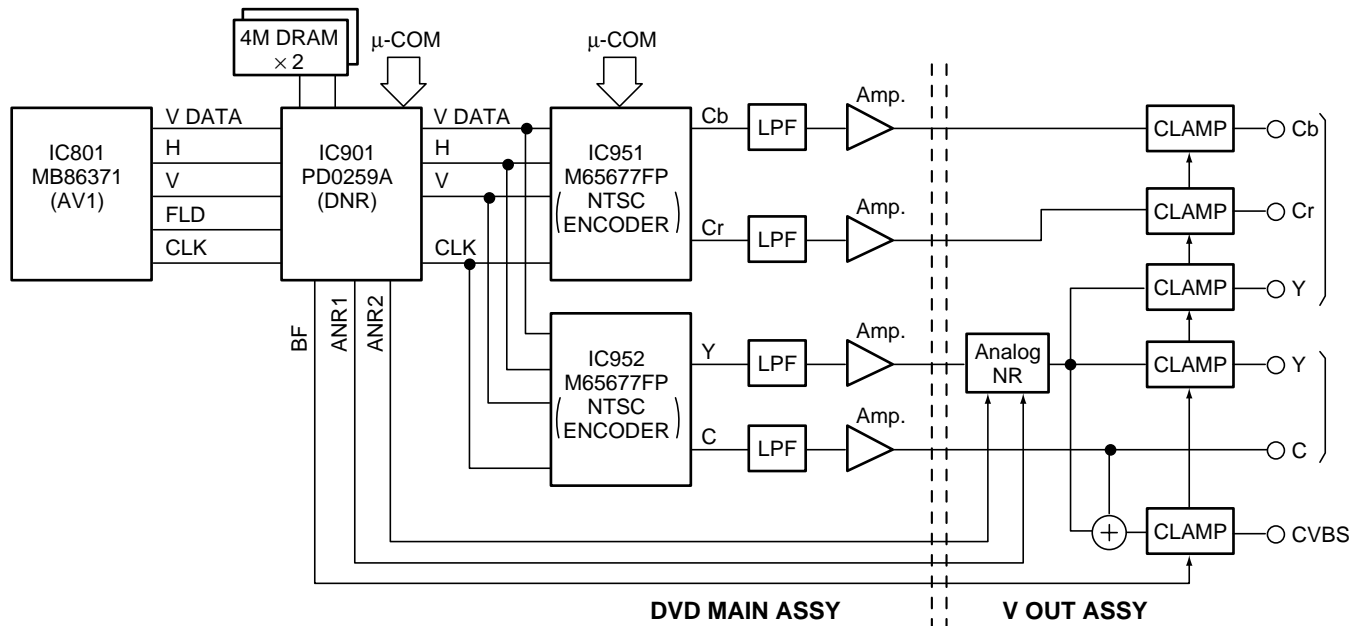 4M DRAM
× 2
μ-COM
μ-COM
IC801
MB86371
(AV1)
V DATA
H
V
FLD
CLK
IC901
PD0259A
(DNR)
V DATA
H
V
CLK
BF
ANR1
ANR2
IC951
M65677FP
(NTSC
ENCODER)
Cb
LPF
Amp.
CLAMP
Cb
Cr
LPF
Amp.
CLAMP
Cr
CLAMP
Y
IC952
M65677FP
(NTSC
ENCODER)
Y
LPF
Amp.
Analog
NR
CLAMP
Y
C
LPF
Amp.
C
+
CLAMP
CVBS
DVD MAIN ASSY
V OUT ASSY